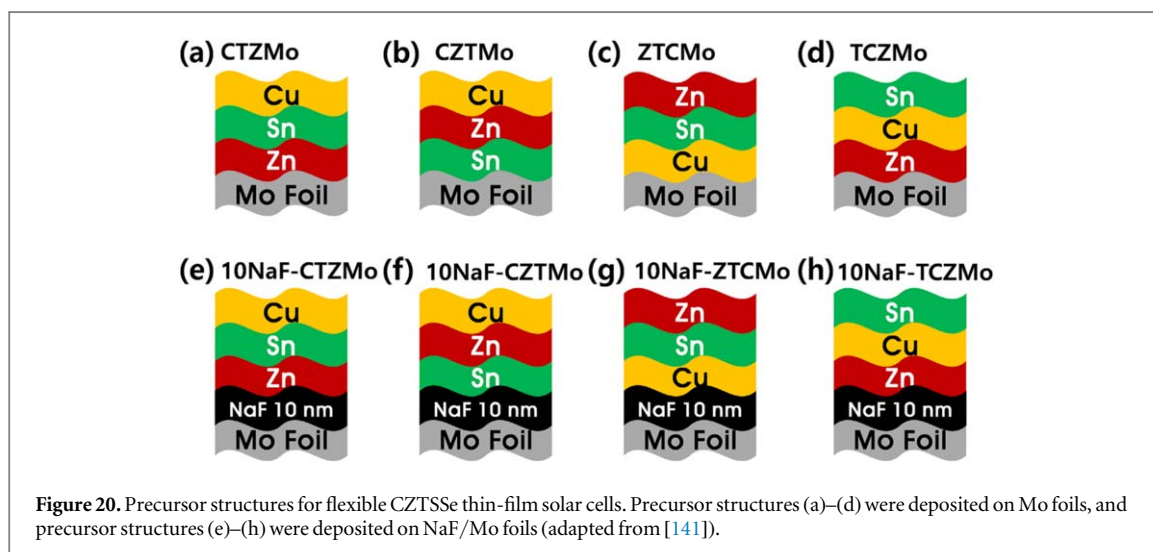 (a) CTZMo
Cu
Sn
Zn
Mo Foil
(b) CZTMo
Cu
Zn
Sn
Mo Foil
(c) ZTCMo
Zn
Sn
Cu
Mo Foil
(d) TCZMo
Sn
Cu
Zn
Mo Foil
(e) 10NaF-CTZMo
Cu
Sn
Zn
NaF 10 nm
Mo Foil
(f) 10NaF-CZTMo
Cu
Zn
Sn
NaF 10 nm
Mo Foil
(g) 10NaF-ZTCMo
Zn
Sn
Cu
NaF 10 nm
Mo Foil
(h) 10NaF-TCZMo
Sn
Cu
Zn
NaF 10 nm
Mo Foil
Figure 20. Precursor structures for flexible CZTSSe thin-film solar cells. Precursor structures (a)–(d) were deposited on Mo foils, and
precursor structures (e)–(h) were deposited on NaF/Mo foils (adapted from [141]).